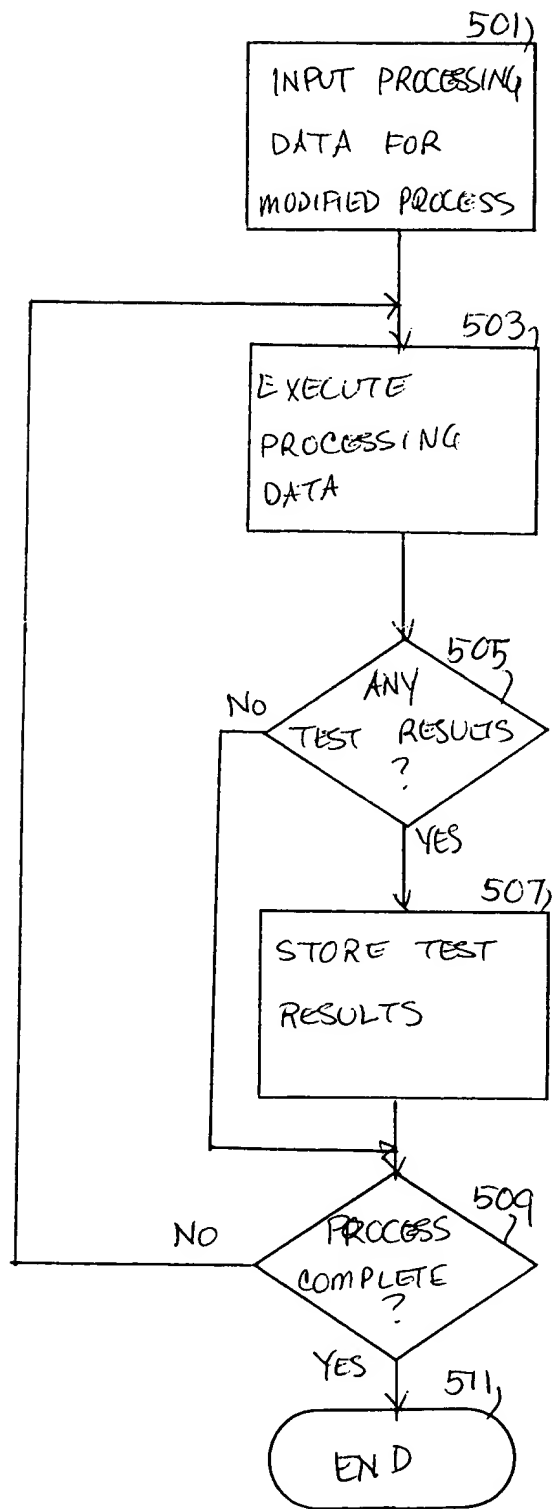 501
INPUT PROCESSING
DATA FOR
MODIFIED PROCESS
503
EXECUTE
PROCESSING
DATA
505
ANY
TEST RESULTS
?
NO
YES
507
STORE TEST
RESULTS
509
PROCESS
COMPLETE
?
NO
YES
511
END